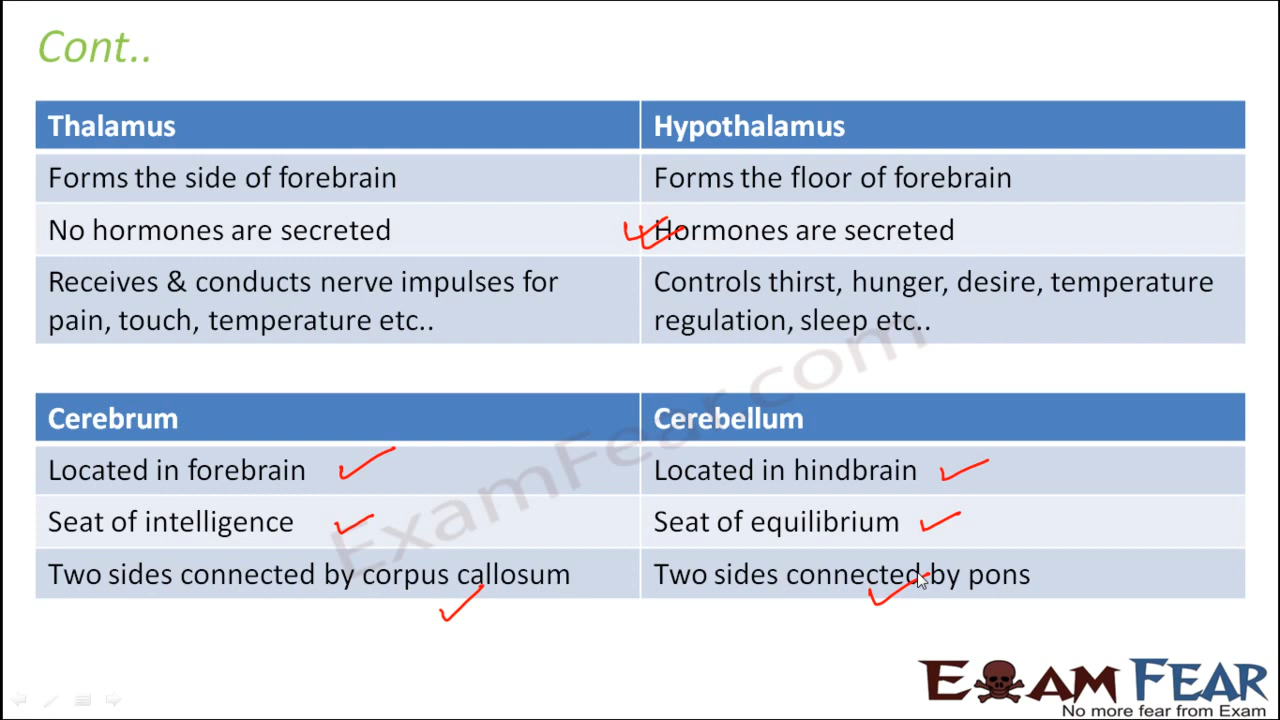 Cont..
Thalamus Hypothalamus
Forms the side of forebrain Forms the floor of forebrain
No hormones are secreted Hormones are secreted
Receives & conducts nerve impulses for Controls thirst, hunger, desire, temperature
pain, touch, temperature etc.. regulation, sleep etc..
ExamFear.com
Cerebrum Cerebellum
Located in forebrain Located in hindbrain
Seat of intelligence Seat of equilibrium
Two sides connected by corpus callosum Two sides connected by pons
EXAM FEAR
No more fear from Exam